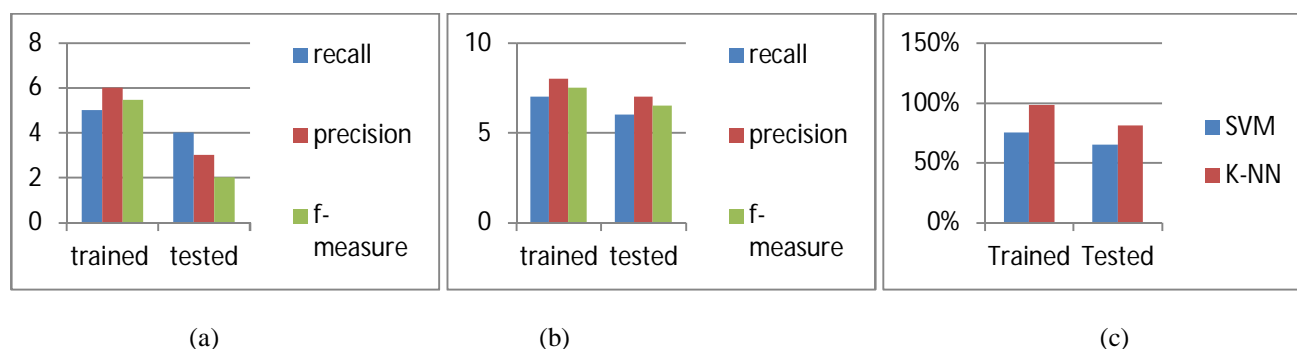 8
6
4
2
0
trained tested
recall
precision
f-
measure
10
5
0
trained tested
recall
precision
f-
measure
150%
100%
50%
0%
Trained Tested
SVM
K-NN
(a) (b) (c)